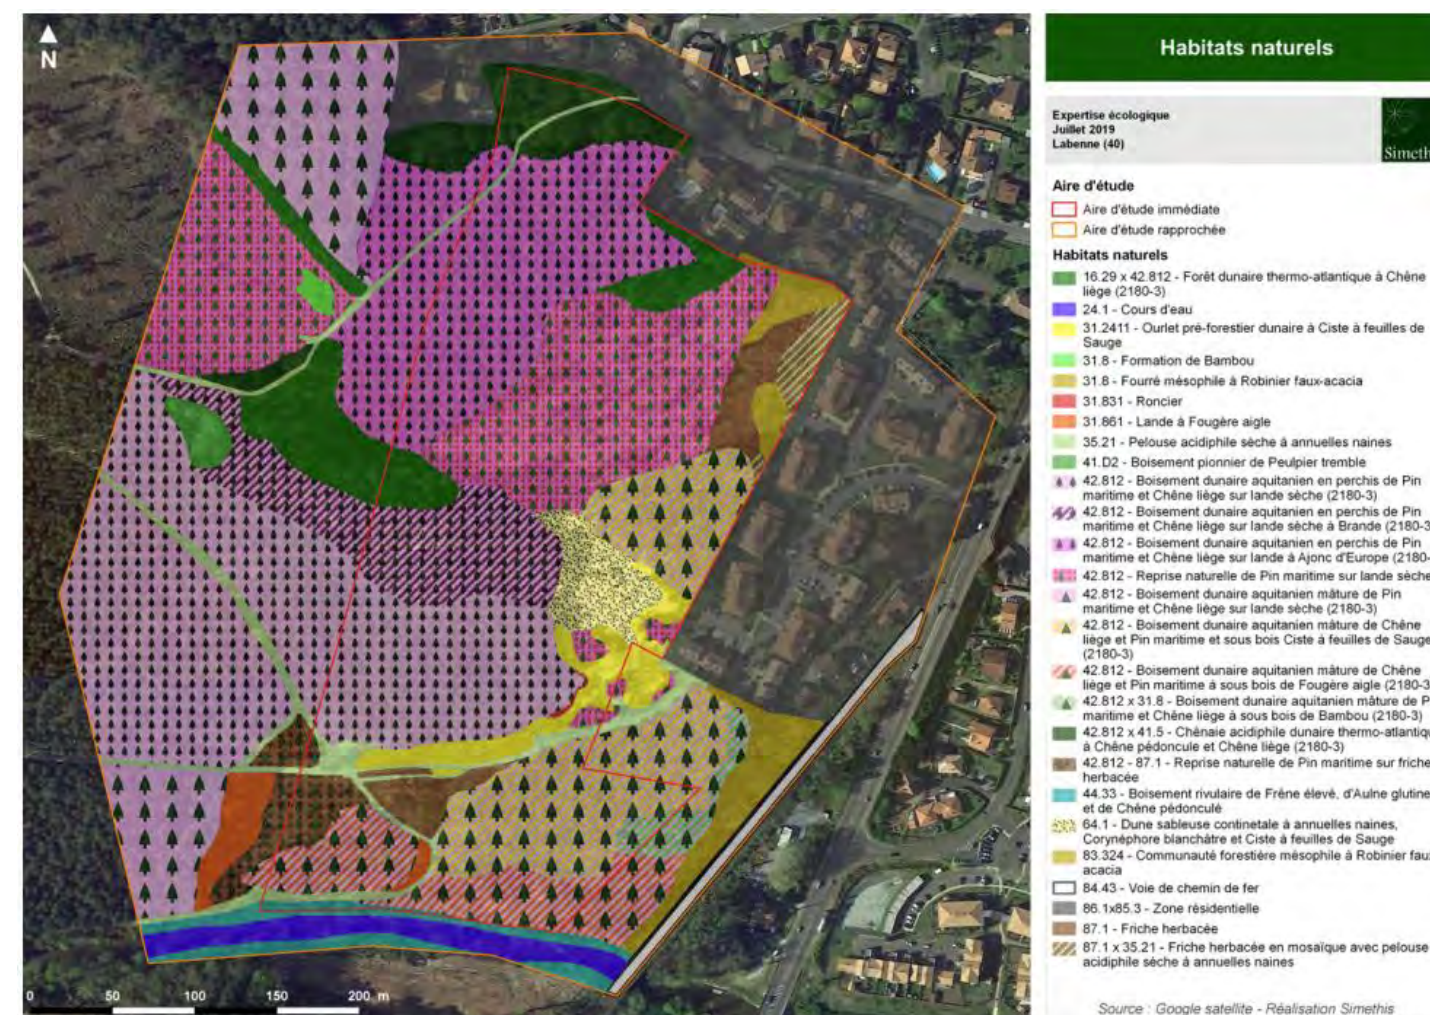 N
Habitats naturels
Expertise écologique
Juillet 2019
Labenne (40)
Simeth
Aire d'étude
Aire d'étude immédiate
Aire d'étude rapprochée
Habitats naturels
16.29 x 42.812 - Forêt dunaire thermo-atlantique à Chêne
liège (2180-3)
24.1 - Cours d'eau
31.2411 - Ourlet pré-forestier dunaire à Ciste à feuilles de
Sauge
31.8 - Formation de Bambou
31.8 - Fourré mésophile à Robinier faux-acacia
31.831 - Roncier
31.861 - Lande à Fougère aigle
35.21 - Pelouse acidiphile sèche à annuelles naines
41.D2 - Boisement pionnier de Peulpier tremble
42.812 - Boisement dunaire aquitanien en perchis de Pin
maritime et Chêne liège sur lande sèche (2180-3)
42.812 - Boisement dunaire aquitanien en perchis de Pin
maritime et Chêne liège sur lande sèche à Brande (2180-3
42.812 - Boisement dunaire aquitanien en perchis de Pin
maritime et Chêne liège sur lande à Ajonc d'Europe (2180-
42.812 - Reprise naturelle de Pin maritime sur lande sèche
42.812 - Boisement dunaire aquitanien mâture de Pin
maritime et Chêne liège sur lande sèche (2180-3)
42.812 - Boisement dunaire aquitanien mâture de Chêne
liège et Pin maritime et sous bois Ciste à feuilles de Sauge
(2180-3)
42.812 - Boisement dunaire aquitanien mâture de Chêne
liège et Pin maritime à sous bois de Fougère aigle (2180-3
42.812 x 31.8 - Boisement dunaire aquitanien mâture de P
maritime et Chêne liège à sous bois de Bambou (2180-3)
42.812 x 41.5 - Chênaie acidiphile dunaire thermo-atlantiqu
à Chêne pédoncule et Chêne liège (2180-3)
42.812 - 87.1 - Reprise naturelle de Pin maritime sur friche
herbacée
44.33 - Boisement rivulaire de Frêne élevé, d'Aulne glutine
et de Chêne pédonculé
64.1 - Dune sableuse continetale à annuelles naines,
Corynéphore blanchâtre et Ciste à feuilles de Sauge
83.324 - Communauté forestière mésophile à Robinier faux
acacia
84.43 - Voie de chemin de fer
86.1x85.3 - Zone résidentielle
87.1 - Friche herbacée
87.1 x 35.21 - Friche herbacée en mosaïque avec pelouse
acidiphile sèche à annuelles naines
0 50 100 150 200 m
Source : Google satellite - Réalisation Simethis